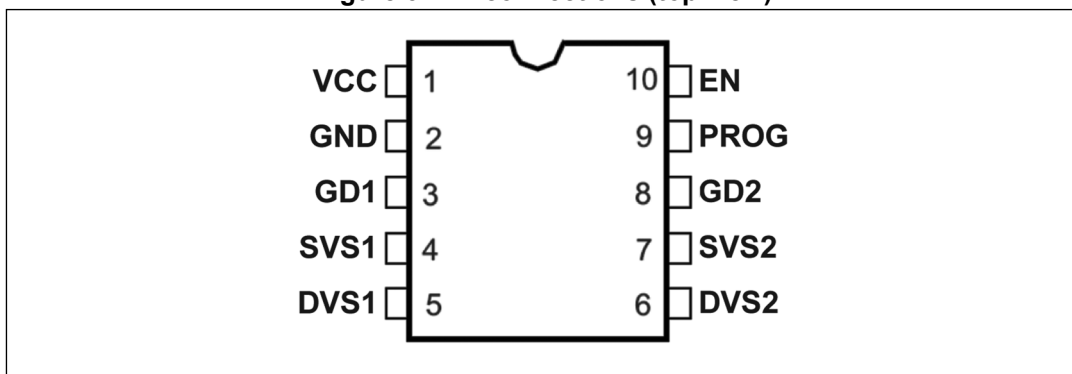 VCC 1 10 EN
GND 2 9 PROG
GD1 3 8 GD2
SVS1 4 7 SVS2
DVS1 5 6 DVS2